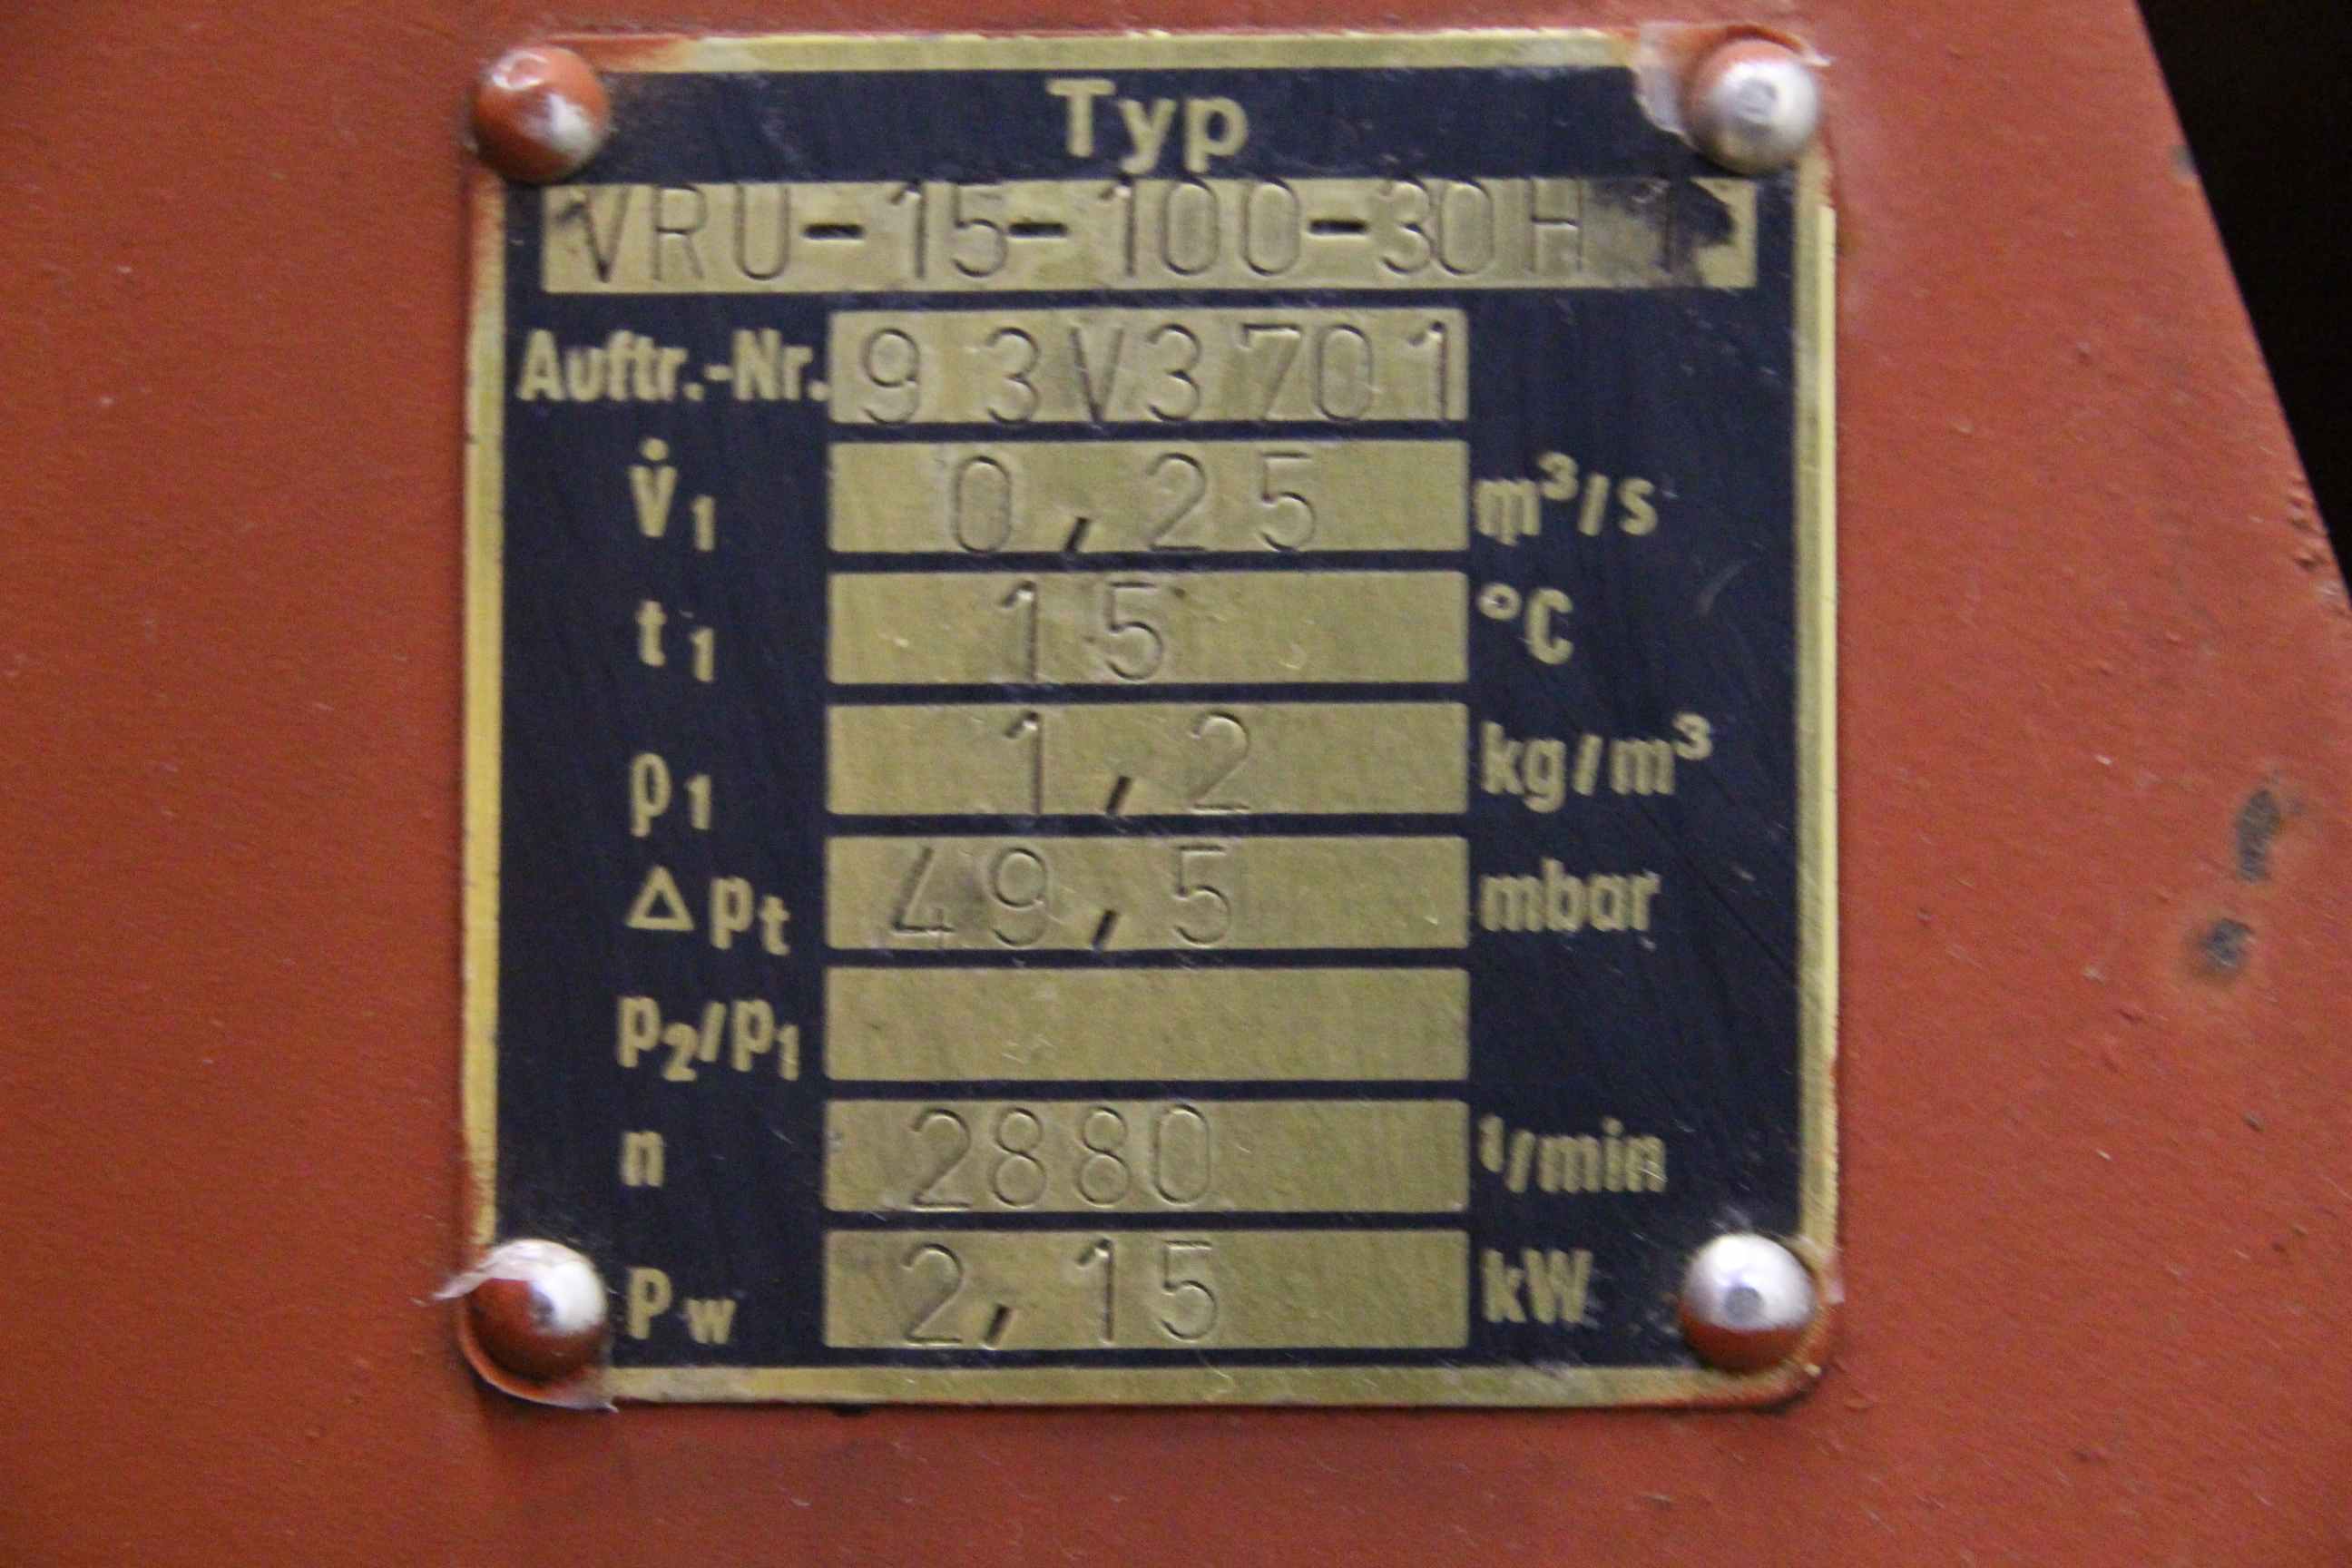 Typ
VRU-15-100-30H
Auftr.-Nr. 93V3701
V̇₁ 0,25 m³/s
t₁ 15 °C
ρ₁ 1,2 kg/m³
Δpt 49,5 mbar
p₂/p₁
n 2880 1/min
Pw 2,15 kW